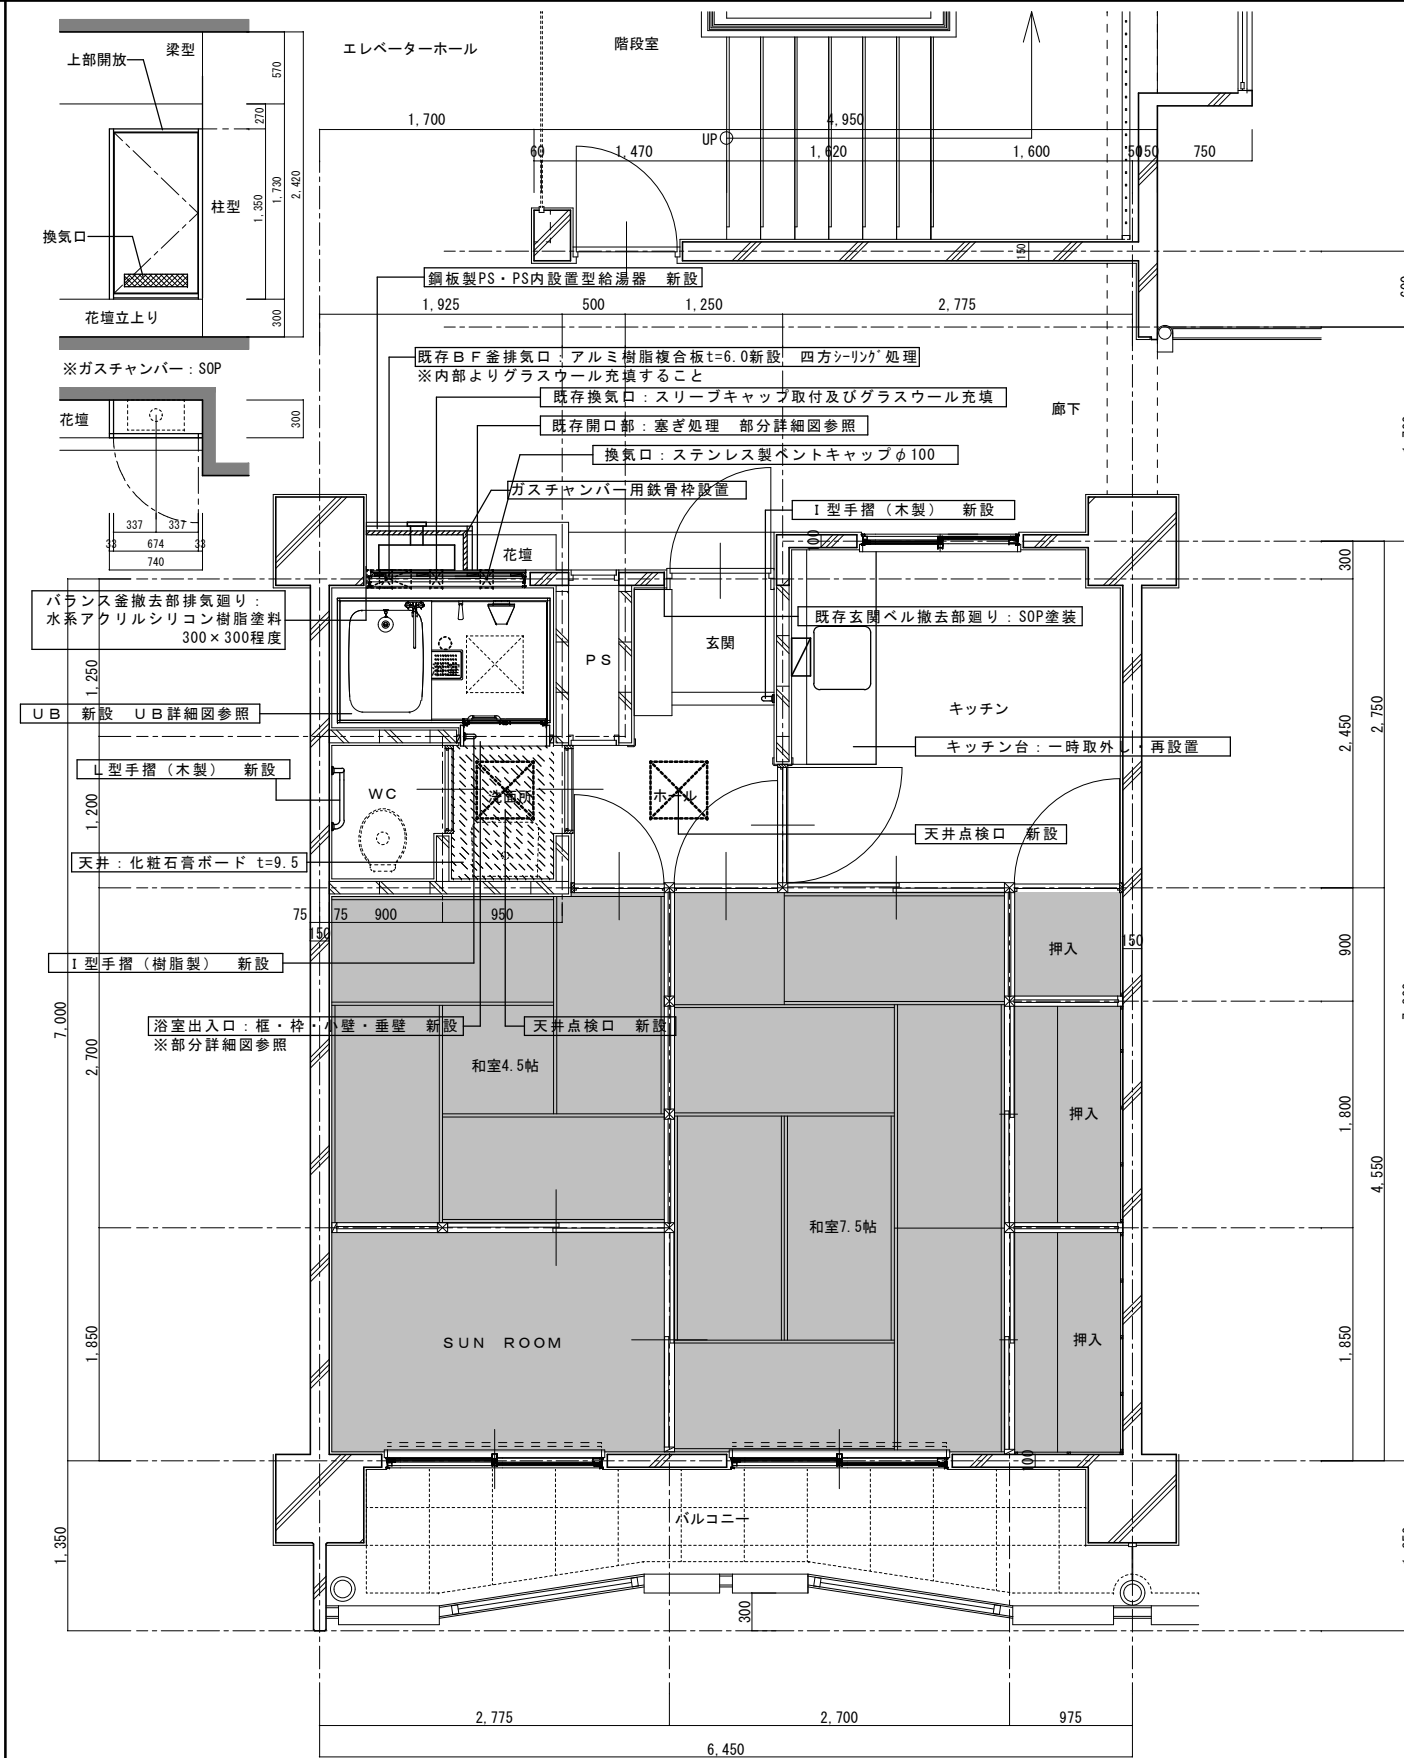 梁型
エレベーターホール
階段室
上部開放
570
270
1,700
4,950
UP
60
1,470
1,620
1,600
50
50
750
1,350
1,730
2,420
柱型
換気口
150
鋼板製PS・PS内設置型給湯器　新設
花壇立上り
300
1,925
500
1,250
2,775
※ガスチャンバー：SOP
既存ＢＦ釜排気口：アルミ樹脂複合板t=6.0新設　四方ｼｰﾘﾝｸﾞ処理
※内部よりグラスウール充填すること
既存換気口：スリーブキャップ取付及びグラスウール充填
花壇
300
廊下
既存開口部：塞ぎ処理　部分詳細図参照
換気口：ステンレス製ベントキャップφ100
ガスチャンバー用鉄骨枠設置
Ｉ型手摺（木製）　新設
337
337
33
674
33
740
100
花壇
300
バランス釜撤去部排気廻り：
水系アクリルシリコン樹脂塗料
300×300程度
既存玄関ベル撤去部廻り：SOP塗装
玄関
ＰＳ
1,250
ＵＢ　新設　ＵＢ詳細図参照
キッチン
2,450
2,750
キッチン台：一時取外し・再設置
Ｌ型手摺（木製）　新設
ＷＣ
洗面所
ホール
1,200
天井点検口　新設
天井：化粧石膏ボード t=9.5
75
75
900
950
150
150
押入
900
Ｉ型手摺（樹脂製）　新設
7,000
浴室出入口：框・枠・小壁・垂壁　新設
※部分詳細図参照
天井点検口　新設
2,700
和室4.5帖
押入
1,800
4,550
和室7.5帖
1,850
ＳＵＮ　ＲＯＯＭ
押入
1,850
100
バルコニー
1,350
300
2,775
2,700
975
6,450